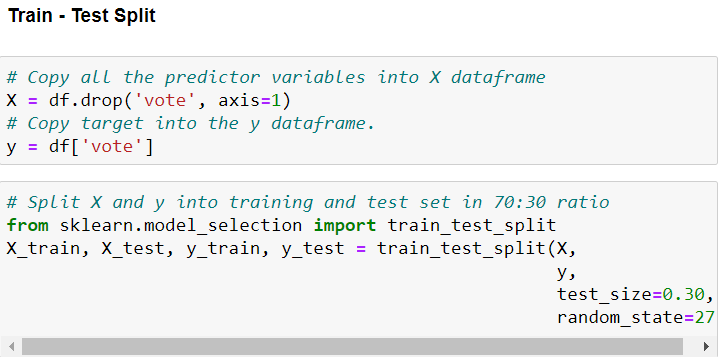 Train - Test Split
# Copy all the predictor variables into X dataframe
X = df.drop('vote', axis=1)
# Copy target into the y dataframe.
y = df['vote']
# Split X and y into training and test set in 70:30 ratio
from sklearn.model_selection import train_test_split
X_train, X_test, y_train, y_test = train_test_split(X,
y,
test_size=0.30,
random_state=27